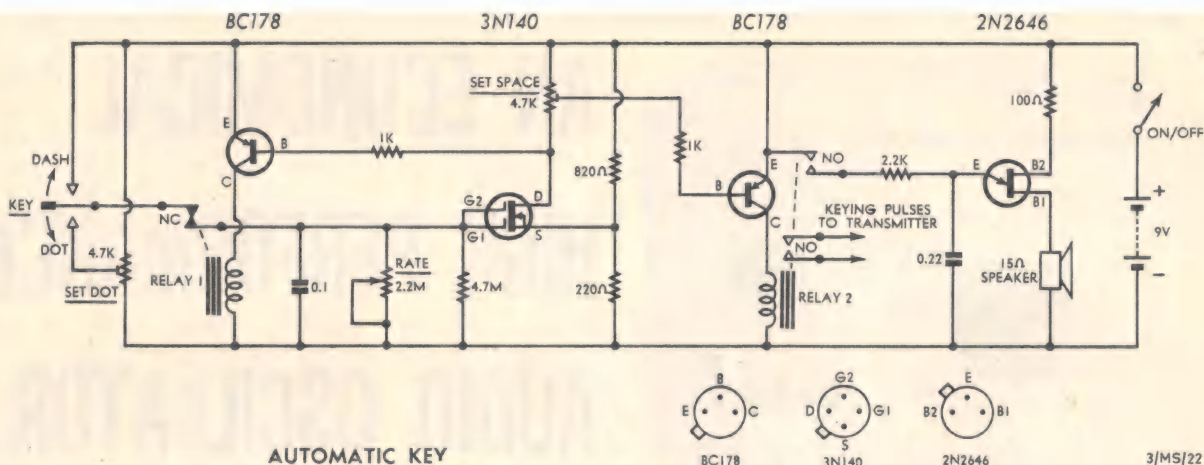 BC178 3N140 BC178 2N2646
SET SPACE
4.7K
100Ω
ON/OFF
E
B
C
1K
820Ω
1K
B
E
C
NO
2.2K
E
B2
B1
DASH
KEY
DOT
NC
G2
G1
D
S
KEYING PULSES
TO TRANSMITTER
NO
+
9V
−
4.7K
SET DOT
RELAY 1
0.1
RATE
2.2M
4.7M
220Ω
RELAY 2
0.22
15Ω
SPEAKER
B
E C
BC178
G2
D G1
S
3N140
E
B2 B1
2N2646
AUTOMATIC KEY
3/MS/22